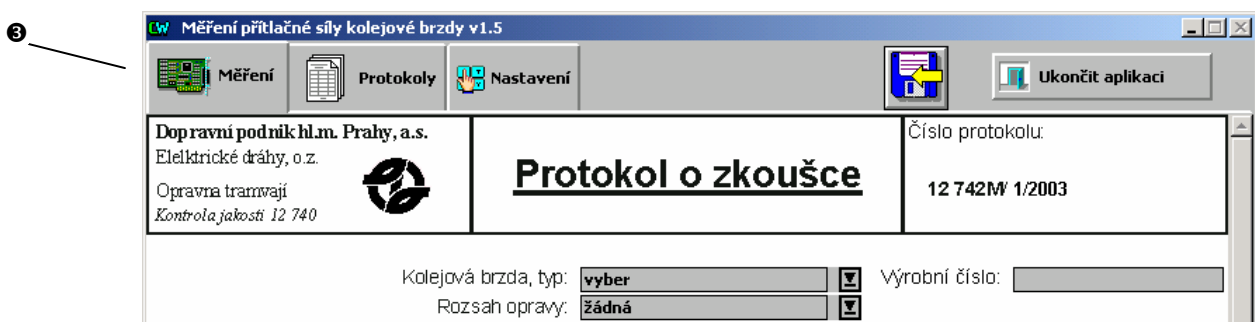 ❸
CW Měření přítlačné síly kolejové brzdy v1.5
Měření Protokoly Nastavení Ukončit aplikaci
Dopravní podnik hl.m. Prahy, a.s.
Elelktrické dráhy, o.z.
Opravna tramvají
Kontrola jakosti 12 740
Protokol o zkoušce
Číslo protokolu:
12 742M/ 1/2003
Kolejová brzda, typ: vyber Výrobní číslo:
Rozsah opravy: žádná